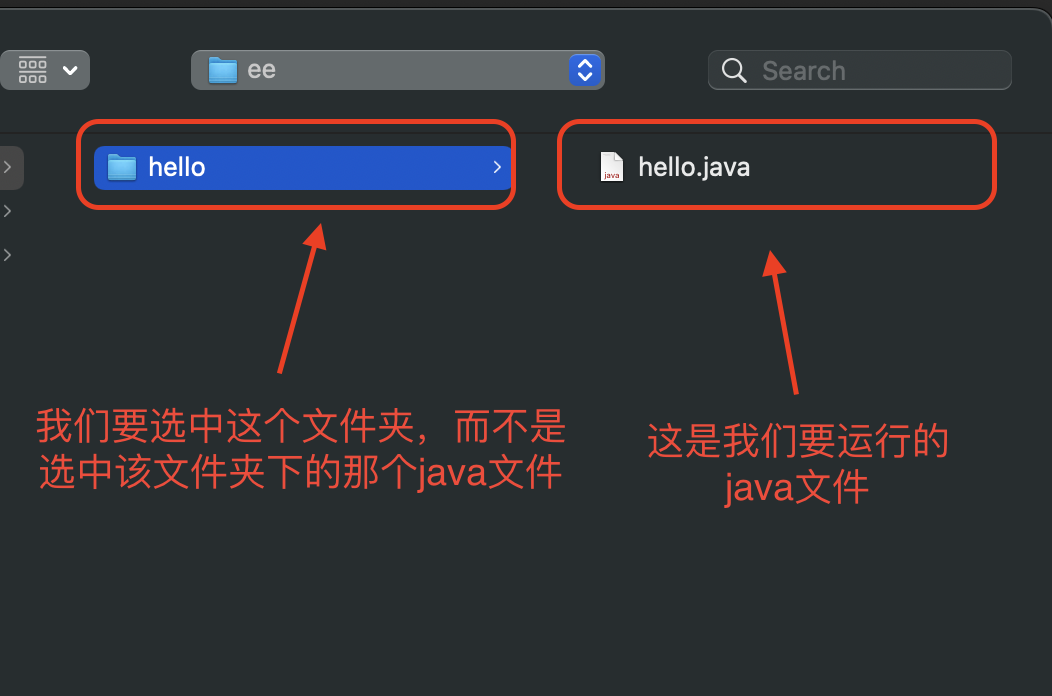 ee
Search
hello
hello.java
java
我们要选中这个文件夹，而不是
选中该文件夹下的那个java文件
这是我们要运行的
java文件